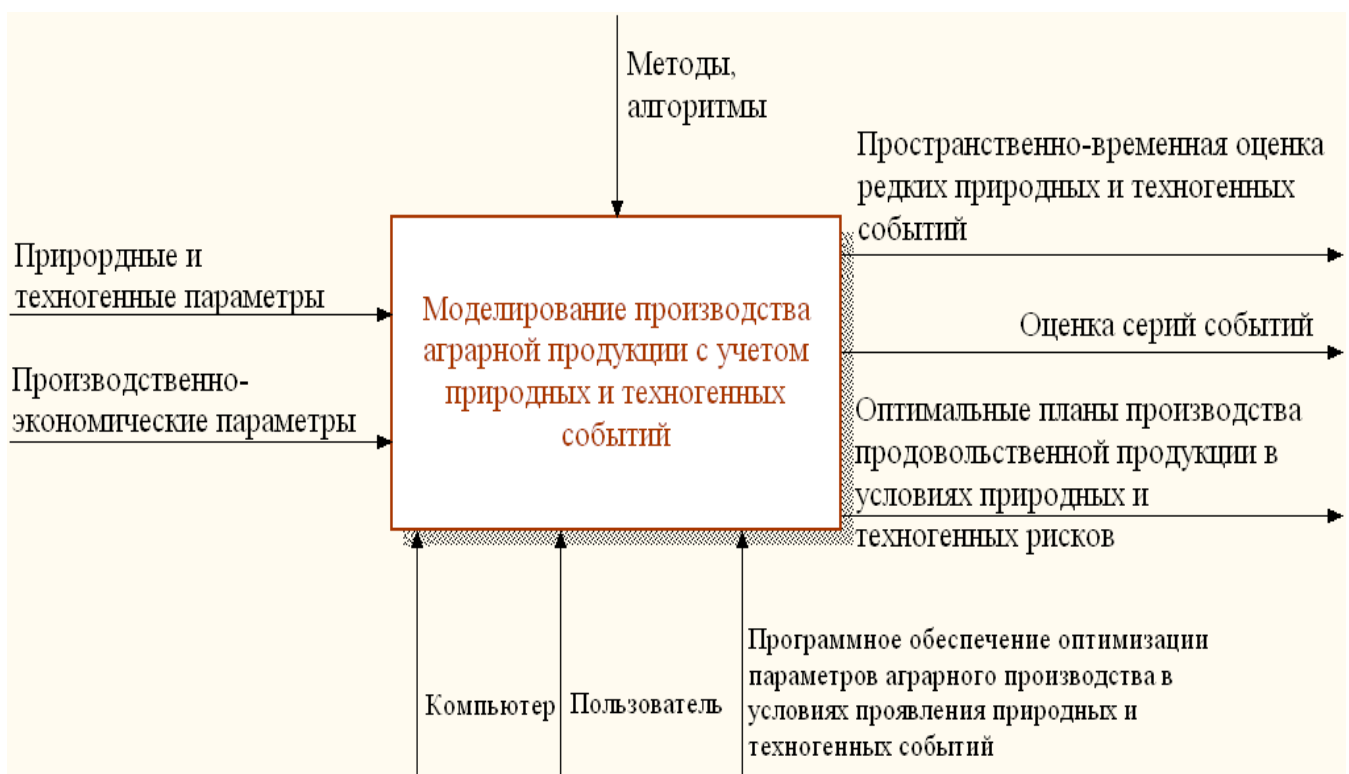 Методы,
алгоритмы
Пространственно-временная оценка
редких природных и техногенных
событий
Прирордные и
техногенные параметры
Моделирование производства
аграрной продукции с учетом
природных и техногенных
событий
Оценка серий событий
Производственно-
экономические параметры
Оптимальные планы производства
продовольственной продукции в
условиях природных и
техногенных рисков
Компьютер
Пользователь
Программное обеспечение оптимизации
параметров аграрного производства в
условиях проявления природных и
техногенных событий